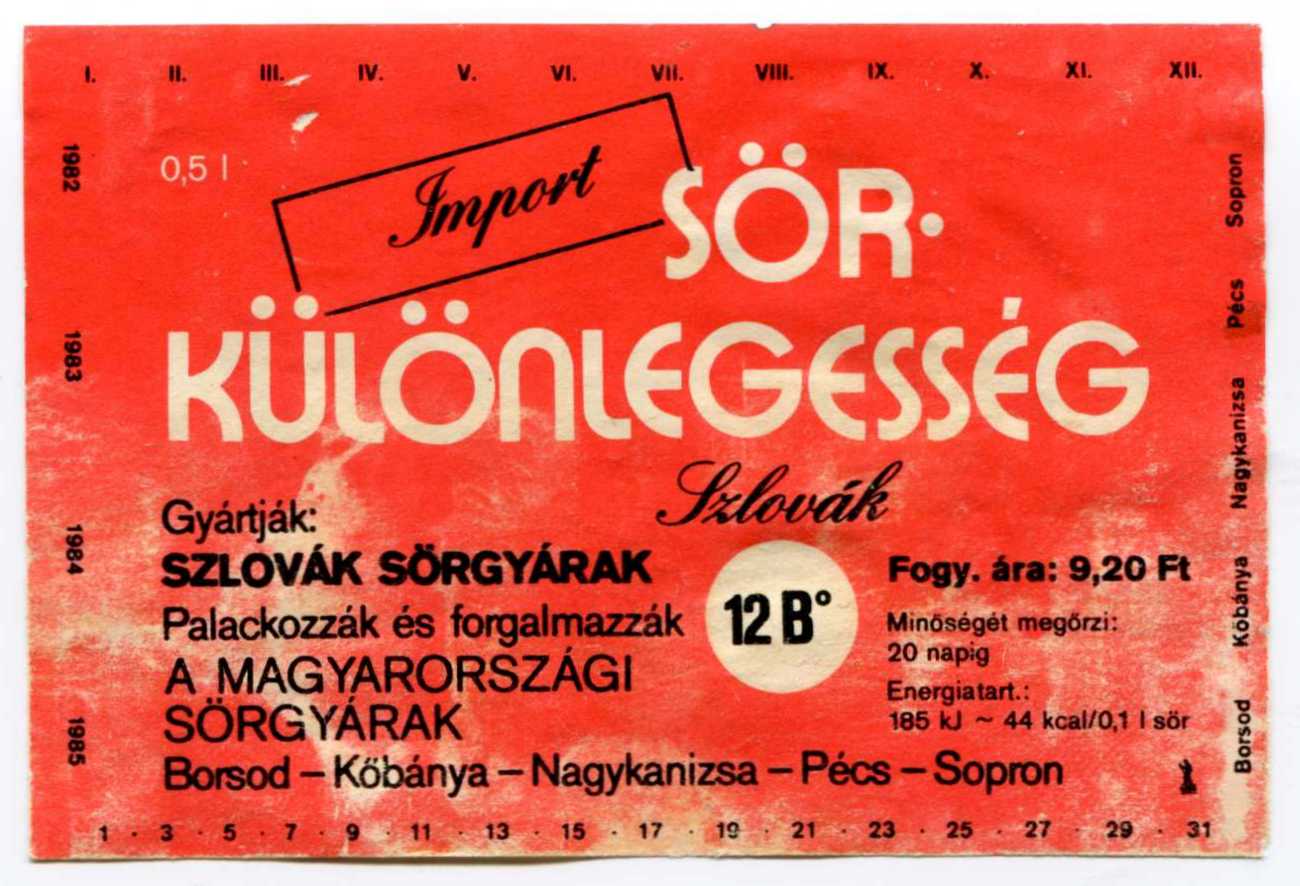 I. II. III. IV. V. VI. VII. VIII. IX. X. XI. XII.
1982
1983
1984
1985
0,5 l
Import
SÖR-
KÜLÖNLEGESSÉG
Szlovák
Gyártják:
SZLOVÁK SÖRGYÁRAK
Palackozzák és forgalmazzák
A MAGYARORSZÁGI
SÖRGYÁRAK
Borsod – Kőbánya – Nagykanizsa – Pécs – Sopron
12 B°
Fogy. ára: 9,20 Ft
Minőségét megőrzi:
20 napig
Energiatart.:
185 kJ ~ 44 kcal/0,1 l sör
Borsod Kőbánya Nagykanizsa Pécs Sopron
1 · 3 · 5 · 7 · 9 · 11 · 13 · 15 · 17 · 19 · 21 · 23 · 25 · 27 · 29 · 31